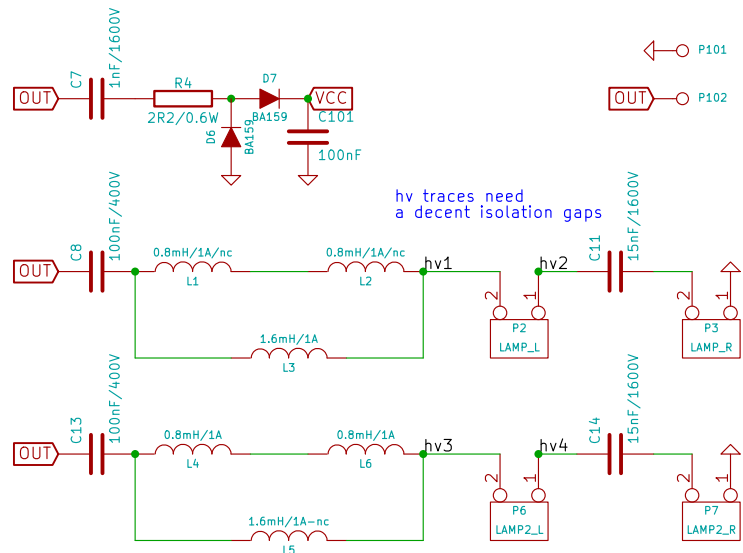 C7
1nF/1600V
OUT
R4
2R2/0.6W
D7
BA159
VCC
D6
BA159
C101
100nF
P101
OUT
P102
hv traces need
a decent isolation gaps
OUT
C8
100nF/400V
0.8mH/1A/nc
L1
0.8mH/1A/nc
L2
1.6mH/1A
L3
hv1
2
1
P2
LAMP_L
hv2
C11
15nF/1600V
2
1
P3
LAMP_R
OUT
C13
100nF/400V
0.8mH/1A
L4
0.8mH/1A
L6
1.6mH/1A-nc
L5
hv3
2
1
P6
LAMP2_L
hv4
C14
15nF/1600V
2
1
P7
LAMP2_R